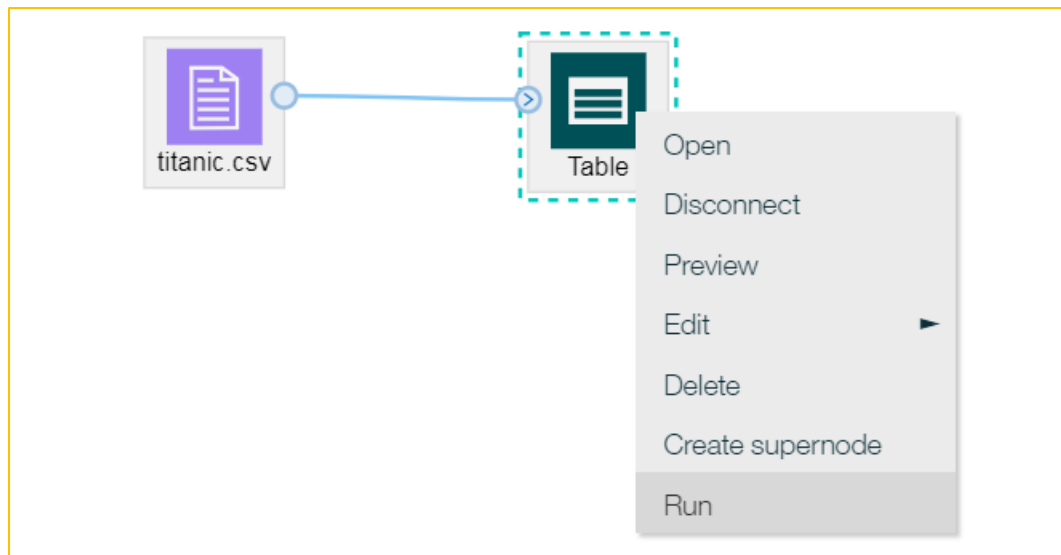 titanic.csv
Table
Open
Disconnect
Preview
Edit
Delete
Create supernode
Run